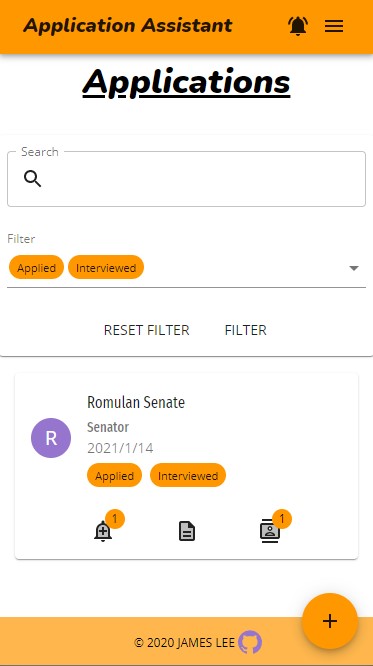 Application Assistant
Applications
Search
Filter
Applied Interviewed
RESET FILTER FILTER
Romulan Senate
Senator
R
2021/1/14
Applied Interviewed
1 1
+
© 2020 JAMES LEE